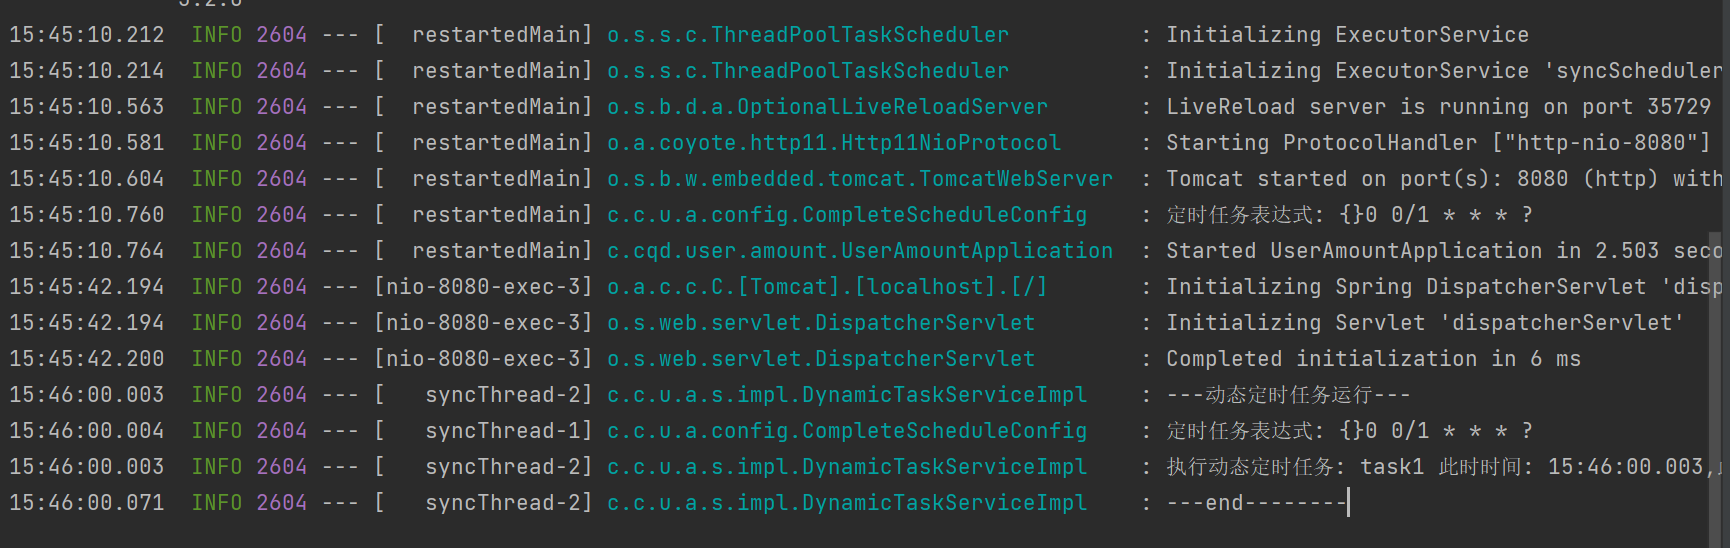 15:45:10.212  INFO 2604 --- [  restartedMain] o.s.s.c.ThreadPoolTaskScheduler          : Initializing ExecutorService
15:45:10.214  INFO 2604 --- [  restartedMain] o.s.s.c.ThreadPoolTaskScheduler          : Initializing ExecutorService 'syncScheduler
15:45:10.563  INFO 2604 --- [  restartedMain] o.s.b.d.a.OptionalLiveReloadServer       : LiveReload server is running on port 35729
15:45:10.581  INFO 2604 --- [  restartedMain] o.a.coyote.http11.Http11NioProtocol      : Starting ProtocolHandler ["http-nio-8080"]
15:45:10.604  INFO 2604 --- [  restartedMain] o.s.b.w.embedded.tomcat.TomcatWebServer  : Tomcat started on port(s): 8080 (http) with
15:45:10.760  INFO 2604 --- [  restartedMain] c.c.u.a.config.CompleteScheduleConfig    : 定时任务表达式: {}0 0/1 * * * ?
15:45:10.764  INFO 2604 --- [  restartedMain] c.cqd.user.amount.UserAmountApplication  : Started UserAmountApplication in 2.503 seco
15:45:42.194  INFO 2604 --- [nio-8080-exec-3] o.a.c.c.C.[Tomcat].[localhost].[/]       : Initializing Spring DispatcherServlet 'disp
15:45:42.194  INFO 2604 --- [nio-8080-exec-3] o.s.web.servlet.DispatcherServlet        : Initializing Servlet 'dispatcherServlet'
15:45:42.200  INFO 2604 --- [nio-8080-exec-3] o.s.web.servlet.DispatcherServlet        : Completed initialization in 6 ms
15:46:00.003  INFO 2604 --- [   syncThread-2] c.c.u.a.s.impl.DynamicTaskServiceImpl    : ---动态定时任务运行---
15:46:00.004  INFO 2604 --- [   syncThread-1] c.c.u.a.config.CompleteScheduleConfig    : 定时任务表达式: {}0 0/1 * * * ?
15:46:00.003  INFO 2604 --- [   syncThread-2] c.c.u.a.s.impl.DynamicTaskServiceImpl    : 执行动态定时任务: task1 此时时间: 15:46:00.003,
15:46:00.071  INFO 2604 --- [   syncThread-2] c.c.u.a.s.impl.DynamicTaskServiceImpl    : ---end--------